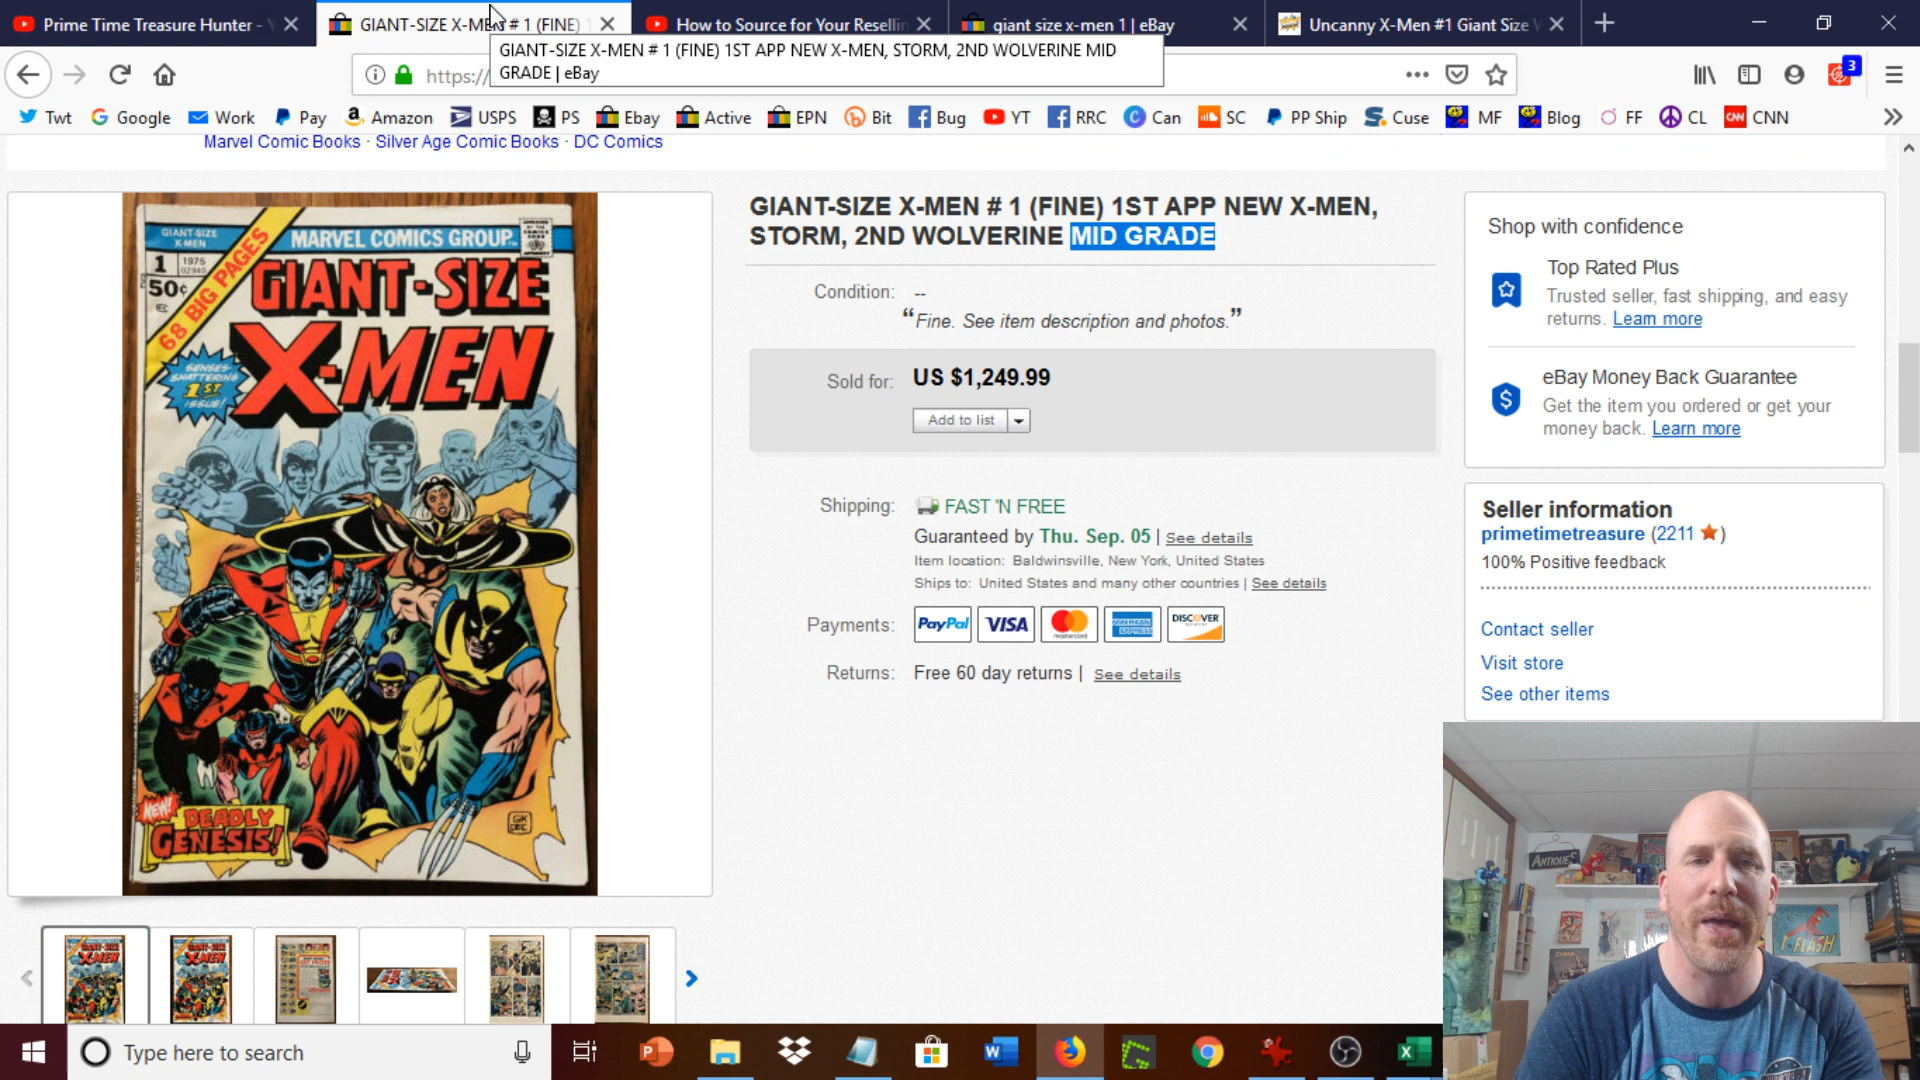 Prime Time Treasure Hunter - Y
GIANT-SIZE X-MEN # 1 (FINE) 1
How to Source for Your Resellin
giant size x-men 1 | eBay
Uncanny X-Men #1 Giant Size V
GIANT-SIZE X-MEN # 1 (FINE) 1ST APP NEW X-MEN, STORM, 2ND WOLVERINE MID
GRADE | eBay
https:/
3
Twt Google Work Pay Amazon USPS PS Ebay Active EPN Bit Bug YT RRC Can SC PP Ship Cuse MF Blog FF CL CNN
Marvel Comic Books · Silver Age Comic Books · DC Comics
GIANT-SIZE X-MEN # 1 (FINE) 1ST APP NEW X-MEN,
STORM, 2ND WOLVERINE MID GRADE
Condition: --
“Fine. See item description and photos.”
Sold for: US $1,249.99
Add to list
Shipping: FAST 'N FREE
Guaranteed by Thu. Sep. 05 | See details
Item location: Baldwinsville, New York, United States
Ships to: United States and many other countries | See details
Payments: PayPal VISA mastercard AMERICAN EXPRESS DISCOVER
Returns: Free 60 day returns | See details
Shop with confidence
Top Rated Plus
Trusted seller, fast shipping, and easy
returns. Learn more
eBay Money Back Guarantee
Get the item you ordered or get your
money back. Learn more
Seller information
primetimetreasure (2211 )
100% Positive feedback
Contact seller
Visit store
See other items
GIANT-SIZE
X-MEN
MARVEL COMICS GROUP
1 1975
02940
50¢
68 BIG PAGES
GIANT-SIZE
X-MEN
SENSES-
SHATTERING
1ST
ISSUE!
NEW!
DEADLY
GENESIS!
ANTIQUES
FLASH
Type here to search